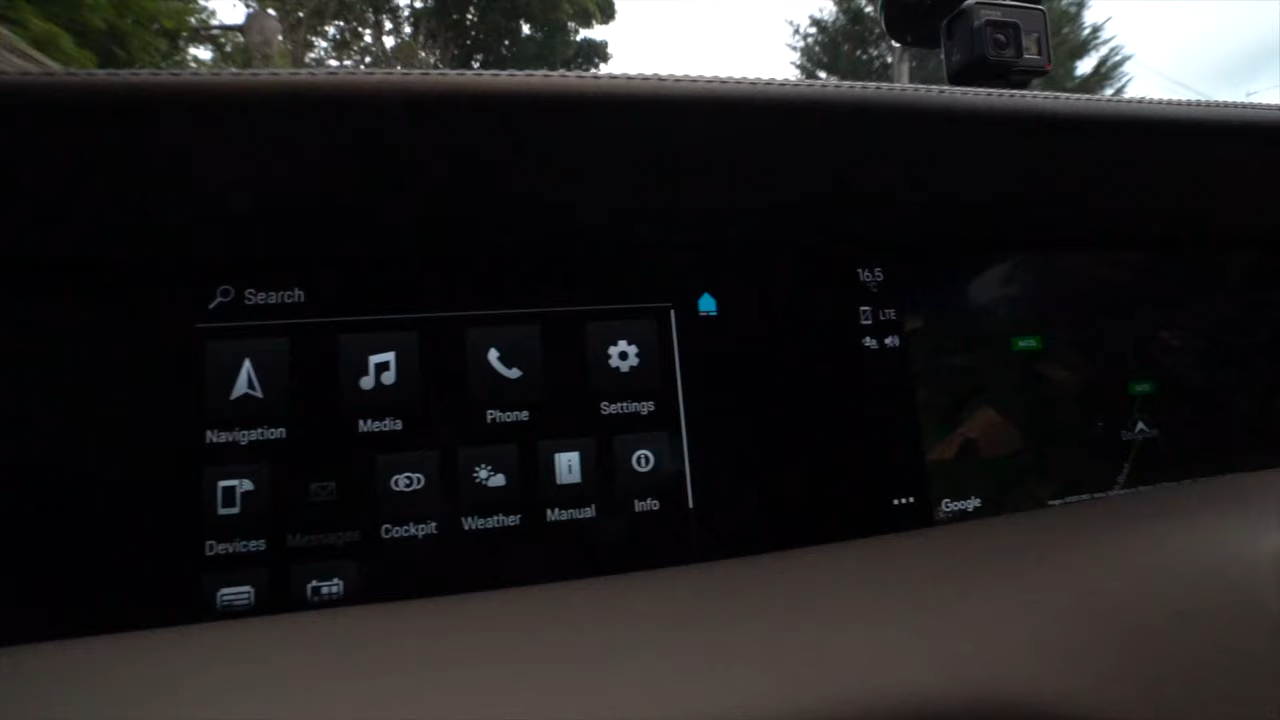 Search
16.5
°C
LTE
Navigation
Media
Phone
Settings
Devices
Messages
Cockpit
Weather
Manual
Info
Google